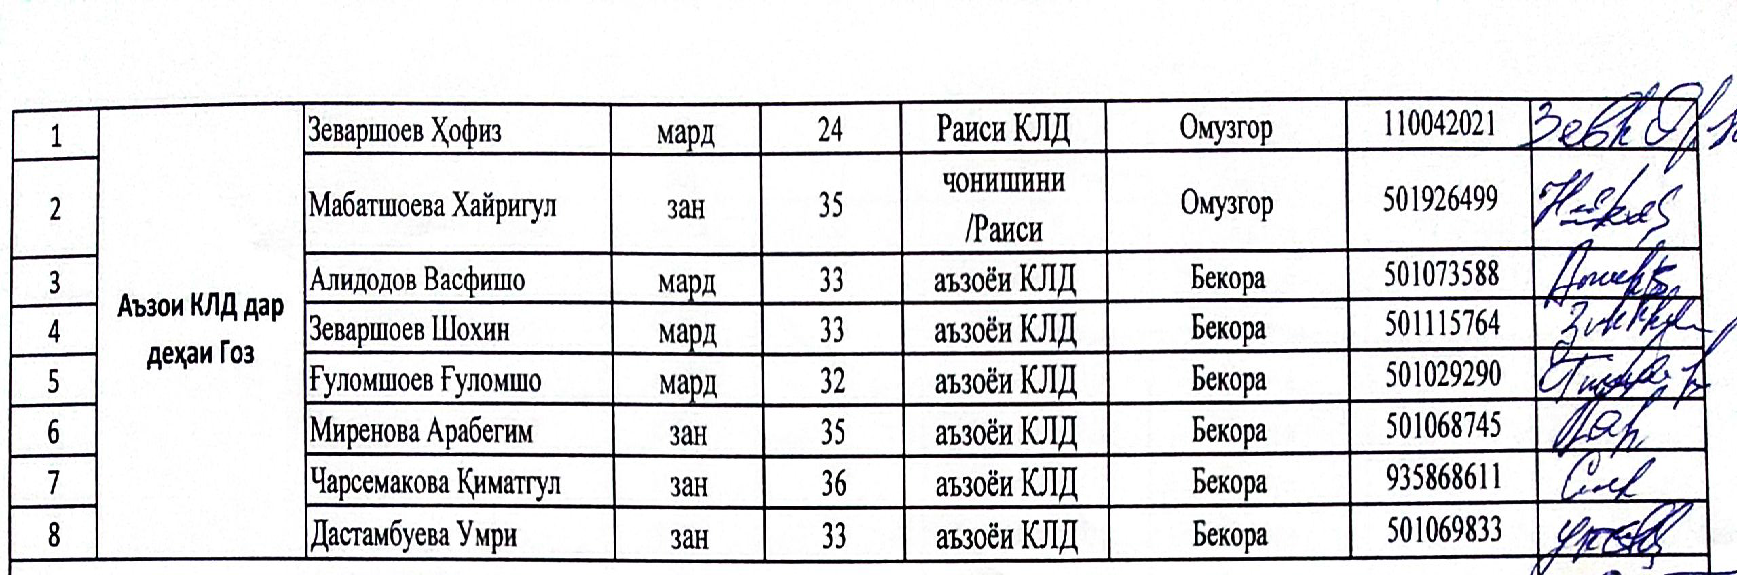 1 Зеваршоев Ҳофиз мард 24 Раиси КЛД Омузгор 110042021
2 Мабатшоева Хайригул зан 35 чонишини /Раиси Омузгор 501926499
Аъзои КЛД дар деҳаи Гоз
3 Алидодов Васфишо мард 33 аъзоёи КЛД Бекора 501073588
4 Зеваршоев Шохин мард 33 аъзоёи КЛД Бекора 501115764
5 Ғуломшоев Ғуломшо мард 32 аъзоёи КЛД Бекора 501029290
6 Миренова Арабегим зан 35 аъзоёи КЛД Бекора 501068745
7 Чарсемакова Қиматгул зан 36 аъзоёи КЛД Бекора 935868611
8 Дастамбуева Умри зан 33 аъзоёи КЛД Бекора 501069833